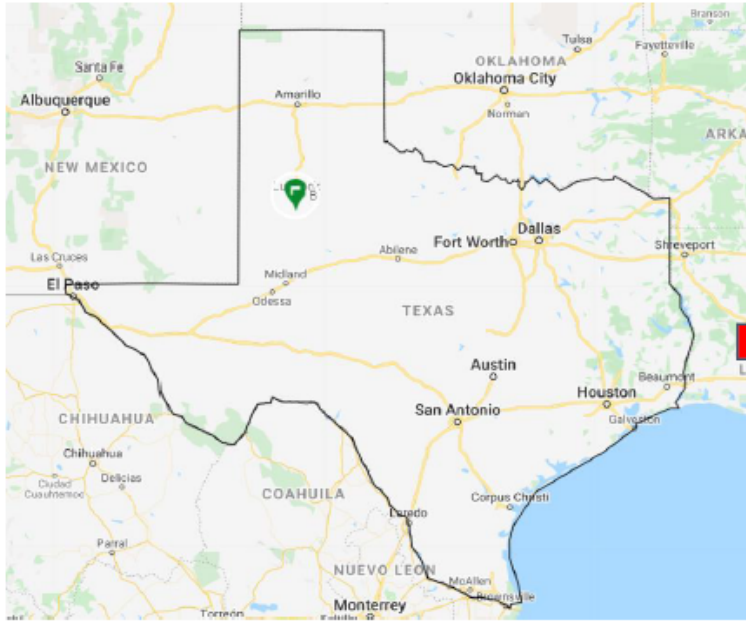 Branson
Tulsa
Fayetteville
OKLAHOMA
Santa Fe
Oklahoma City
Amarillo
Albuquerque
Norman
ARKA
NEW MEXICO
B
Las Cruces
Fort Worth
Dallas
Abilene
Shreveport
Midland
El Paso
Odessa
TEXAS
L
Austin
Beaumont
Houston
San Antonio
CHIHUAHUA
Galveston
Chihuahua
Ciudad
Cuauhtemoc
Delicias
COAHUILA
Corpus Christi
Laredo
Parral
NUEVO LEON
McAllen
Brownsville
Torreón
Monterrey